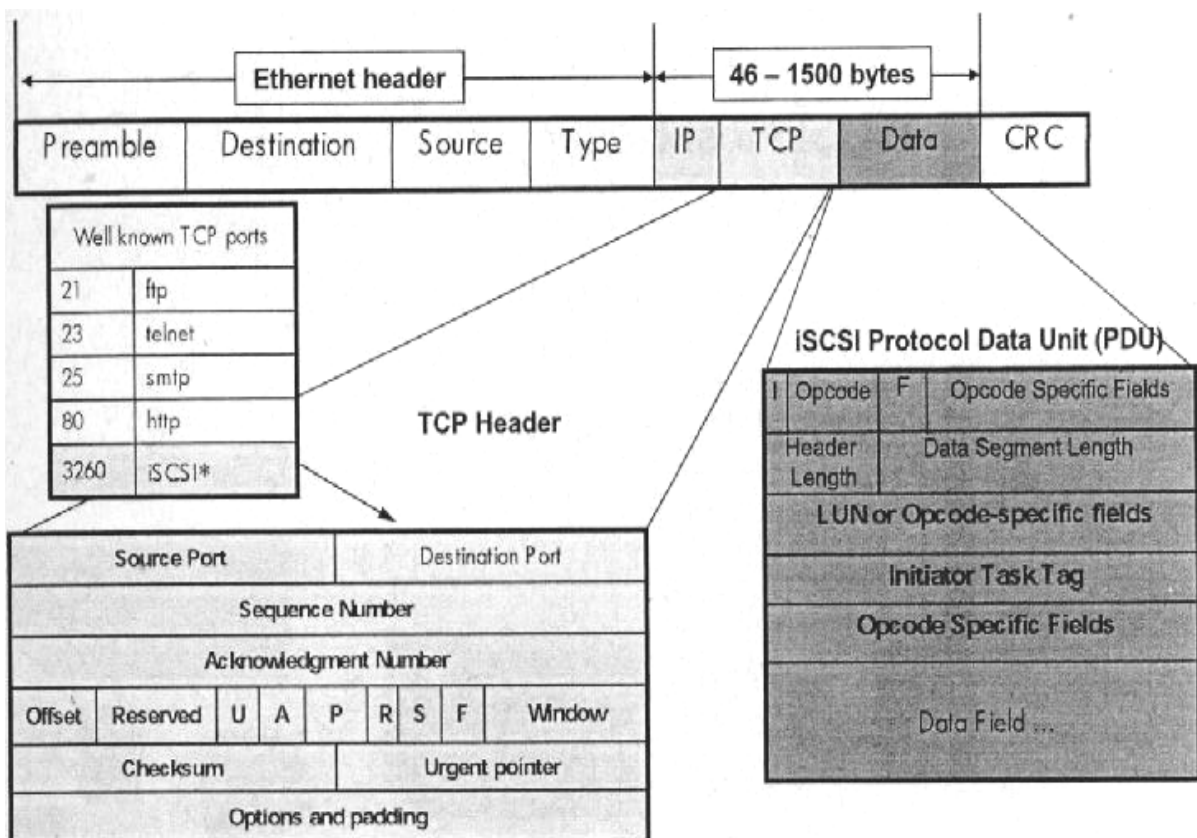 Ethernet header
46 – 1500 bytes
Preamble Destination Source Type IP TCP Data CRC
Well known TCP ports
21 ftp
23 telnet
25 smtp
80 http
3260 iSCSI*
TCP Header
Source Port Destination Port
Sequence Number
Acknowledgment Number
Offset Reserved U A P R S F Window
Checksum Urgent pointer
Options and padding
iSCSI Protocol Data Unit (PDU)
I Opcode F Opcode Specific Fields
Header Length Data Segment Length
LUN or Opcode-specific fields
Initiator Task Tag
Opcode Specific Fields
Data Field ...